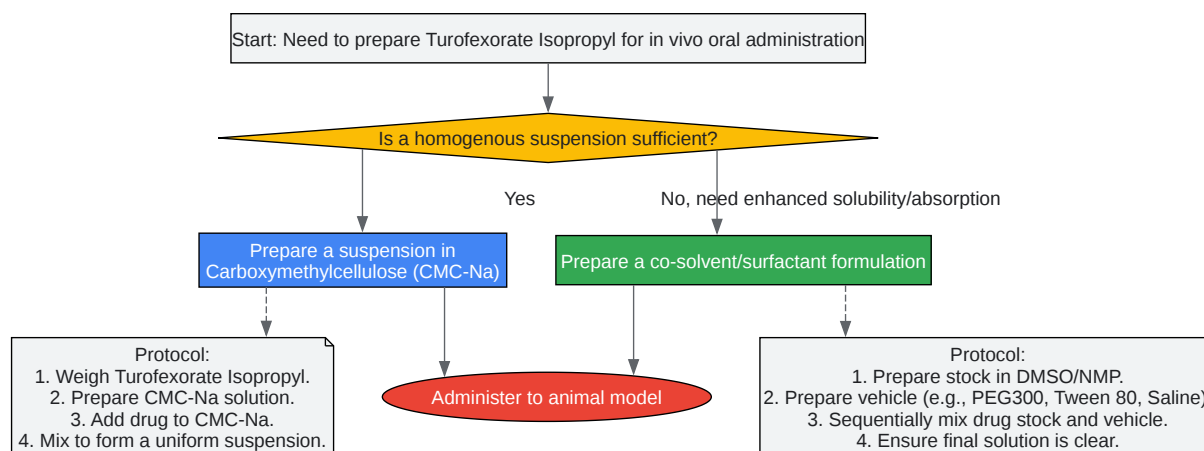 Start: Need to prepare Turofexorate Isopropyl for in vivo oral administration
Is a homogenous suspension sufficient?
Yes
No, need enhanced solubility/absorption
Prepare a suspension in
Carboxymethylcellulose (CMC-Na)
Prepare a co-solvent/surfactant formulation
Protocol:
1. Weigh Turofexorate Isopropyl.
2. Prepare CMC-Na solution.
3. Add drug to CMC-Na.
4. Mix to form a uniform suspension.
Administer to animal model
Protocol:
1. Prepare stock in DMSO/NMP.
2. Prepare vehicle (e.g., PEG300, Tween 80, Saline)
3. Sequentially mix drug stock and vehicle.
4. Ensure final solution is clear.